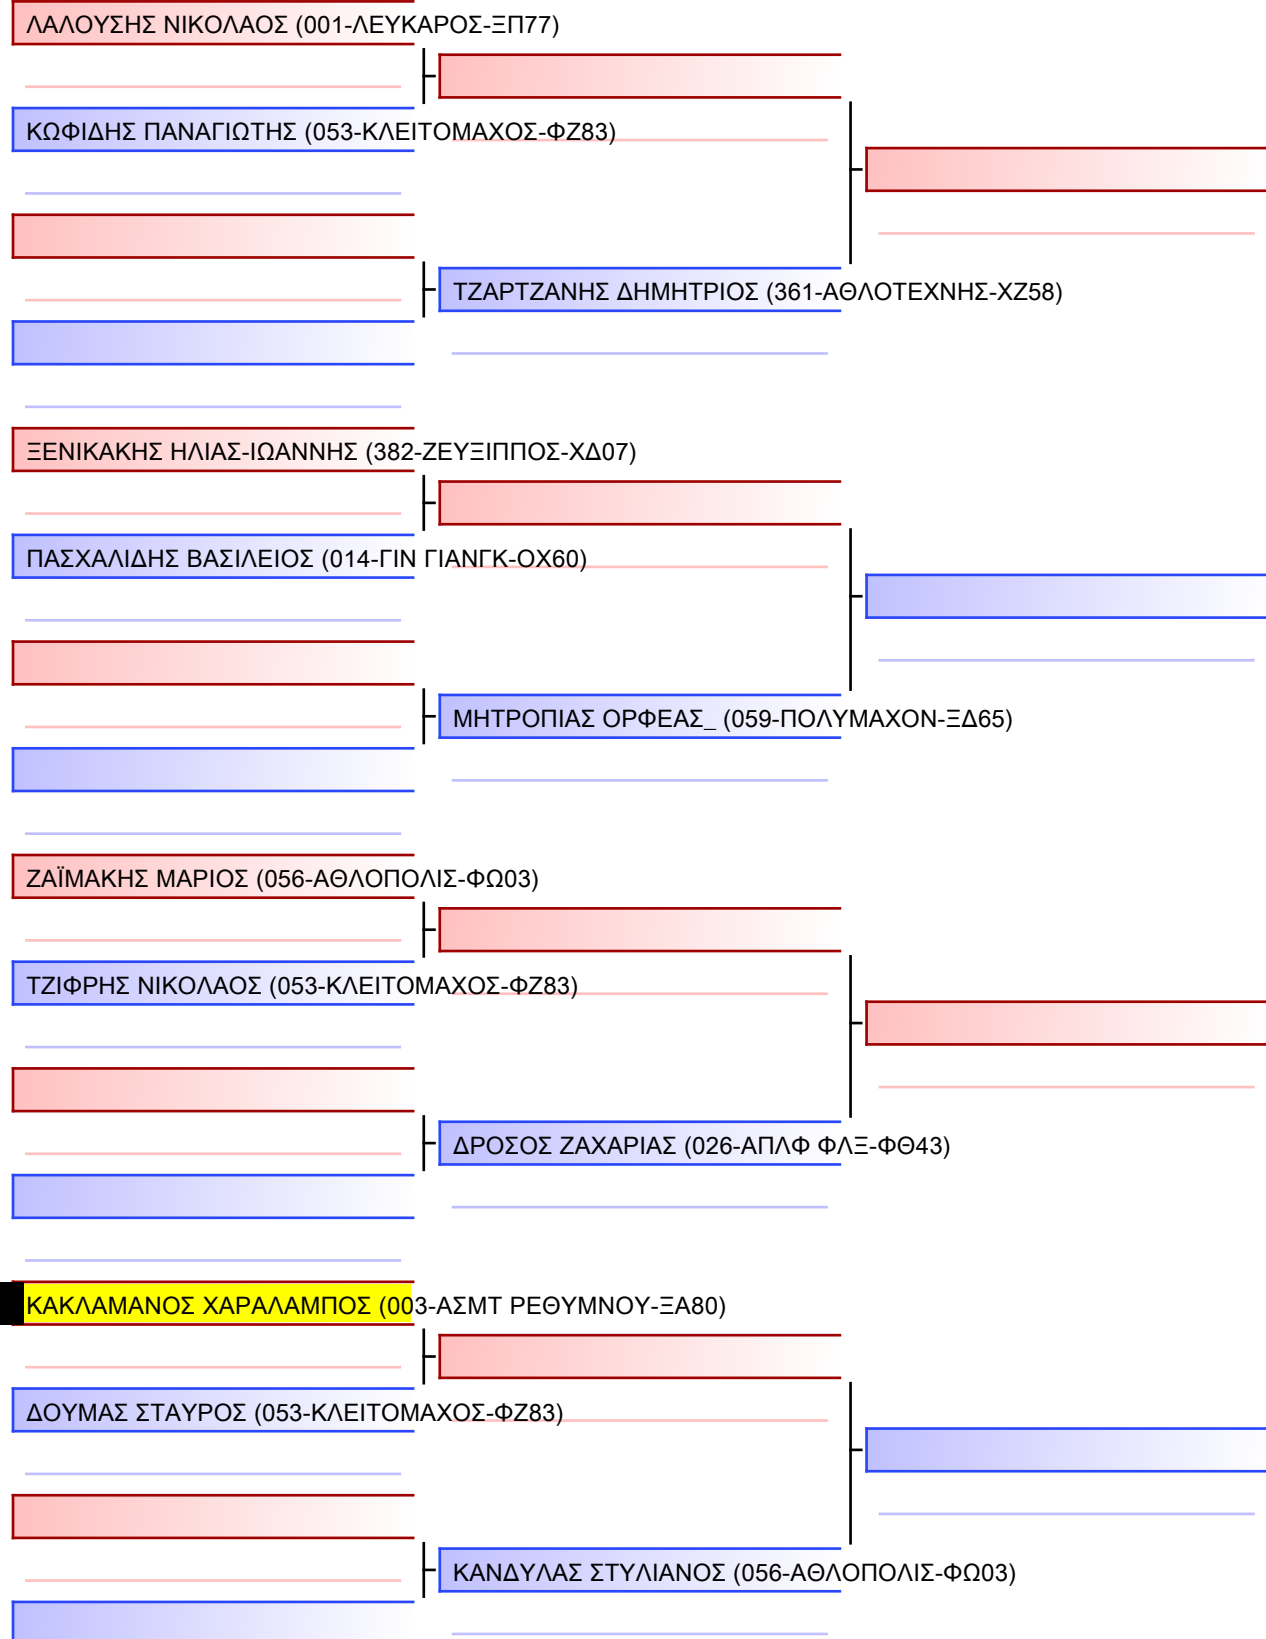 ΛΑΛΟΥΣΗΣ ΝΙΚΟΛΑΟΣ (001-ΛΕΥΚΑΡΟΣ-ΞΠ77)
ΚΩΦΙΔΗΣ ΠΑΝΑΓΙΩΤΗΣ (053-ΚΛΕΙΤΟΜΑΧΟΣ-ΦΖ83)
ΤΖΑΡΤΖΑΝΗΣ ΔΗΜΗΤΡΙΟΣ (361-ΑΘΛΟΤΕΧΝΗΣ-ΧΖ58)
ΞΕΝΙΚΑΚΗΣ ΗΛΙΑΣ-ΙΩΑΝΝΗΣ (382-ΖΕΥΞΙΠΠΟΣ-ΧΔ07)
ΠΑΣΧΑΛΙΔΗΣ ΒΑΣΙΛΕΙΟΣ (014-ΓΙΝ ΓΙΑΝΓΚ-ΟΧ60)
ΜΗΤΡΟΠΙΑΣ ΟΡΦΕΑΣ_ (059-ΠΟΛΥΜΑΧΟΝ-ΞΔ65)
ΖΑΪΜΑΚΗΣ ΜΑΡΙΟΣ (056-ΑΘΛΟΠΟΛΙΣ-ΦΩ03)
ΤΖΙΦΡΗΣ ΝΙΚΟΛΑΟΣ (053-ΚΛΕΙΤΟΜΑΧΟΣ-ΦΖ83)
ΔΡΟΣΟΣ ΖΑΧΑΡΙΑΣ (026-ΑΠΛΦ ΦΛΞ-ΦΘ43)
ΚΑΚΛΑΜΑΝΟΣ ΧΑΡΑΛΑΜΠΟΣ (003-ΑΣΜΤ ΡΕΘΥΜΝΟΥ-ΞΑ80)
ΔΟΥΜΑΣ ΣΤΑΥΡΟΣ (053-ΚΛΕΙΤΟΜΑΧΟΣ-ΦΖ83)
ΚΑΝΔΥΛΑΣ ΣΤΥΛΙΑΝΟΣ (056-ΑΘΛΟΠΟΛΙΣ-ΦΩ03)